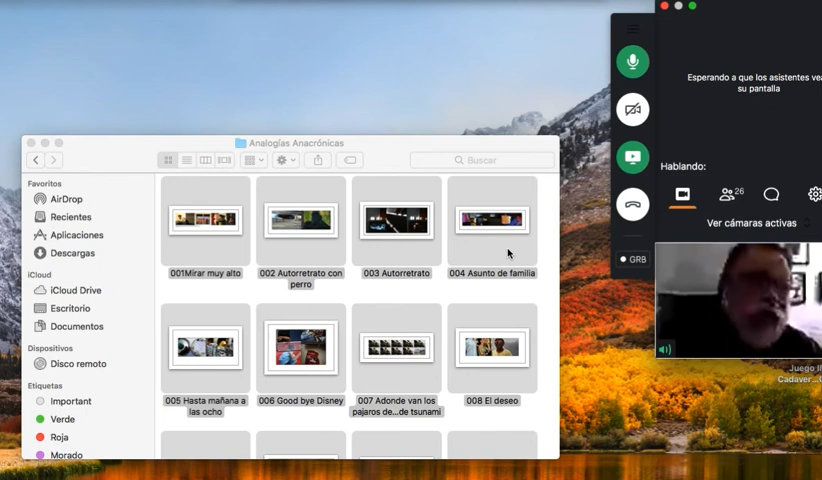 Analogías Anacrónicas
Buscar
Favoritos
AirDrop
Recientes
Aplicaciones
Descargas
iCloud
iCloud Drive
Escritorio
Documentos
Dispositivos
Disco remoto
Etiquetas
Important
Verde
Roja
Morado
001Mirar muy alto
002 Autorretrato con
perro
003 Autorretrato
004 Asunto de familia
005 Hasta mañana a
las ocho
006 Good bye Disney
007 Adonde van los
pajaros de...de tsunami
008 El deseo
GRB
Esperando a que los asistentes vea
su pantalla
Hablando:
26
Ver cámaras activas
Juego
Cadaver...